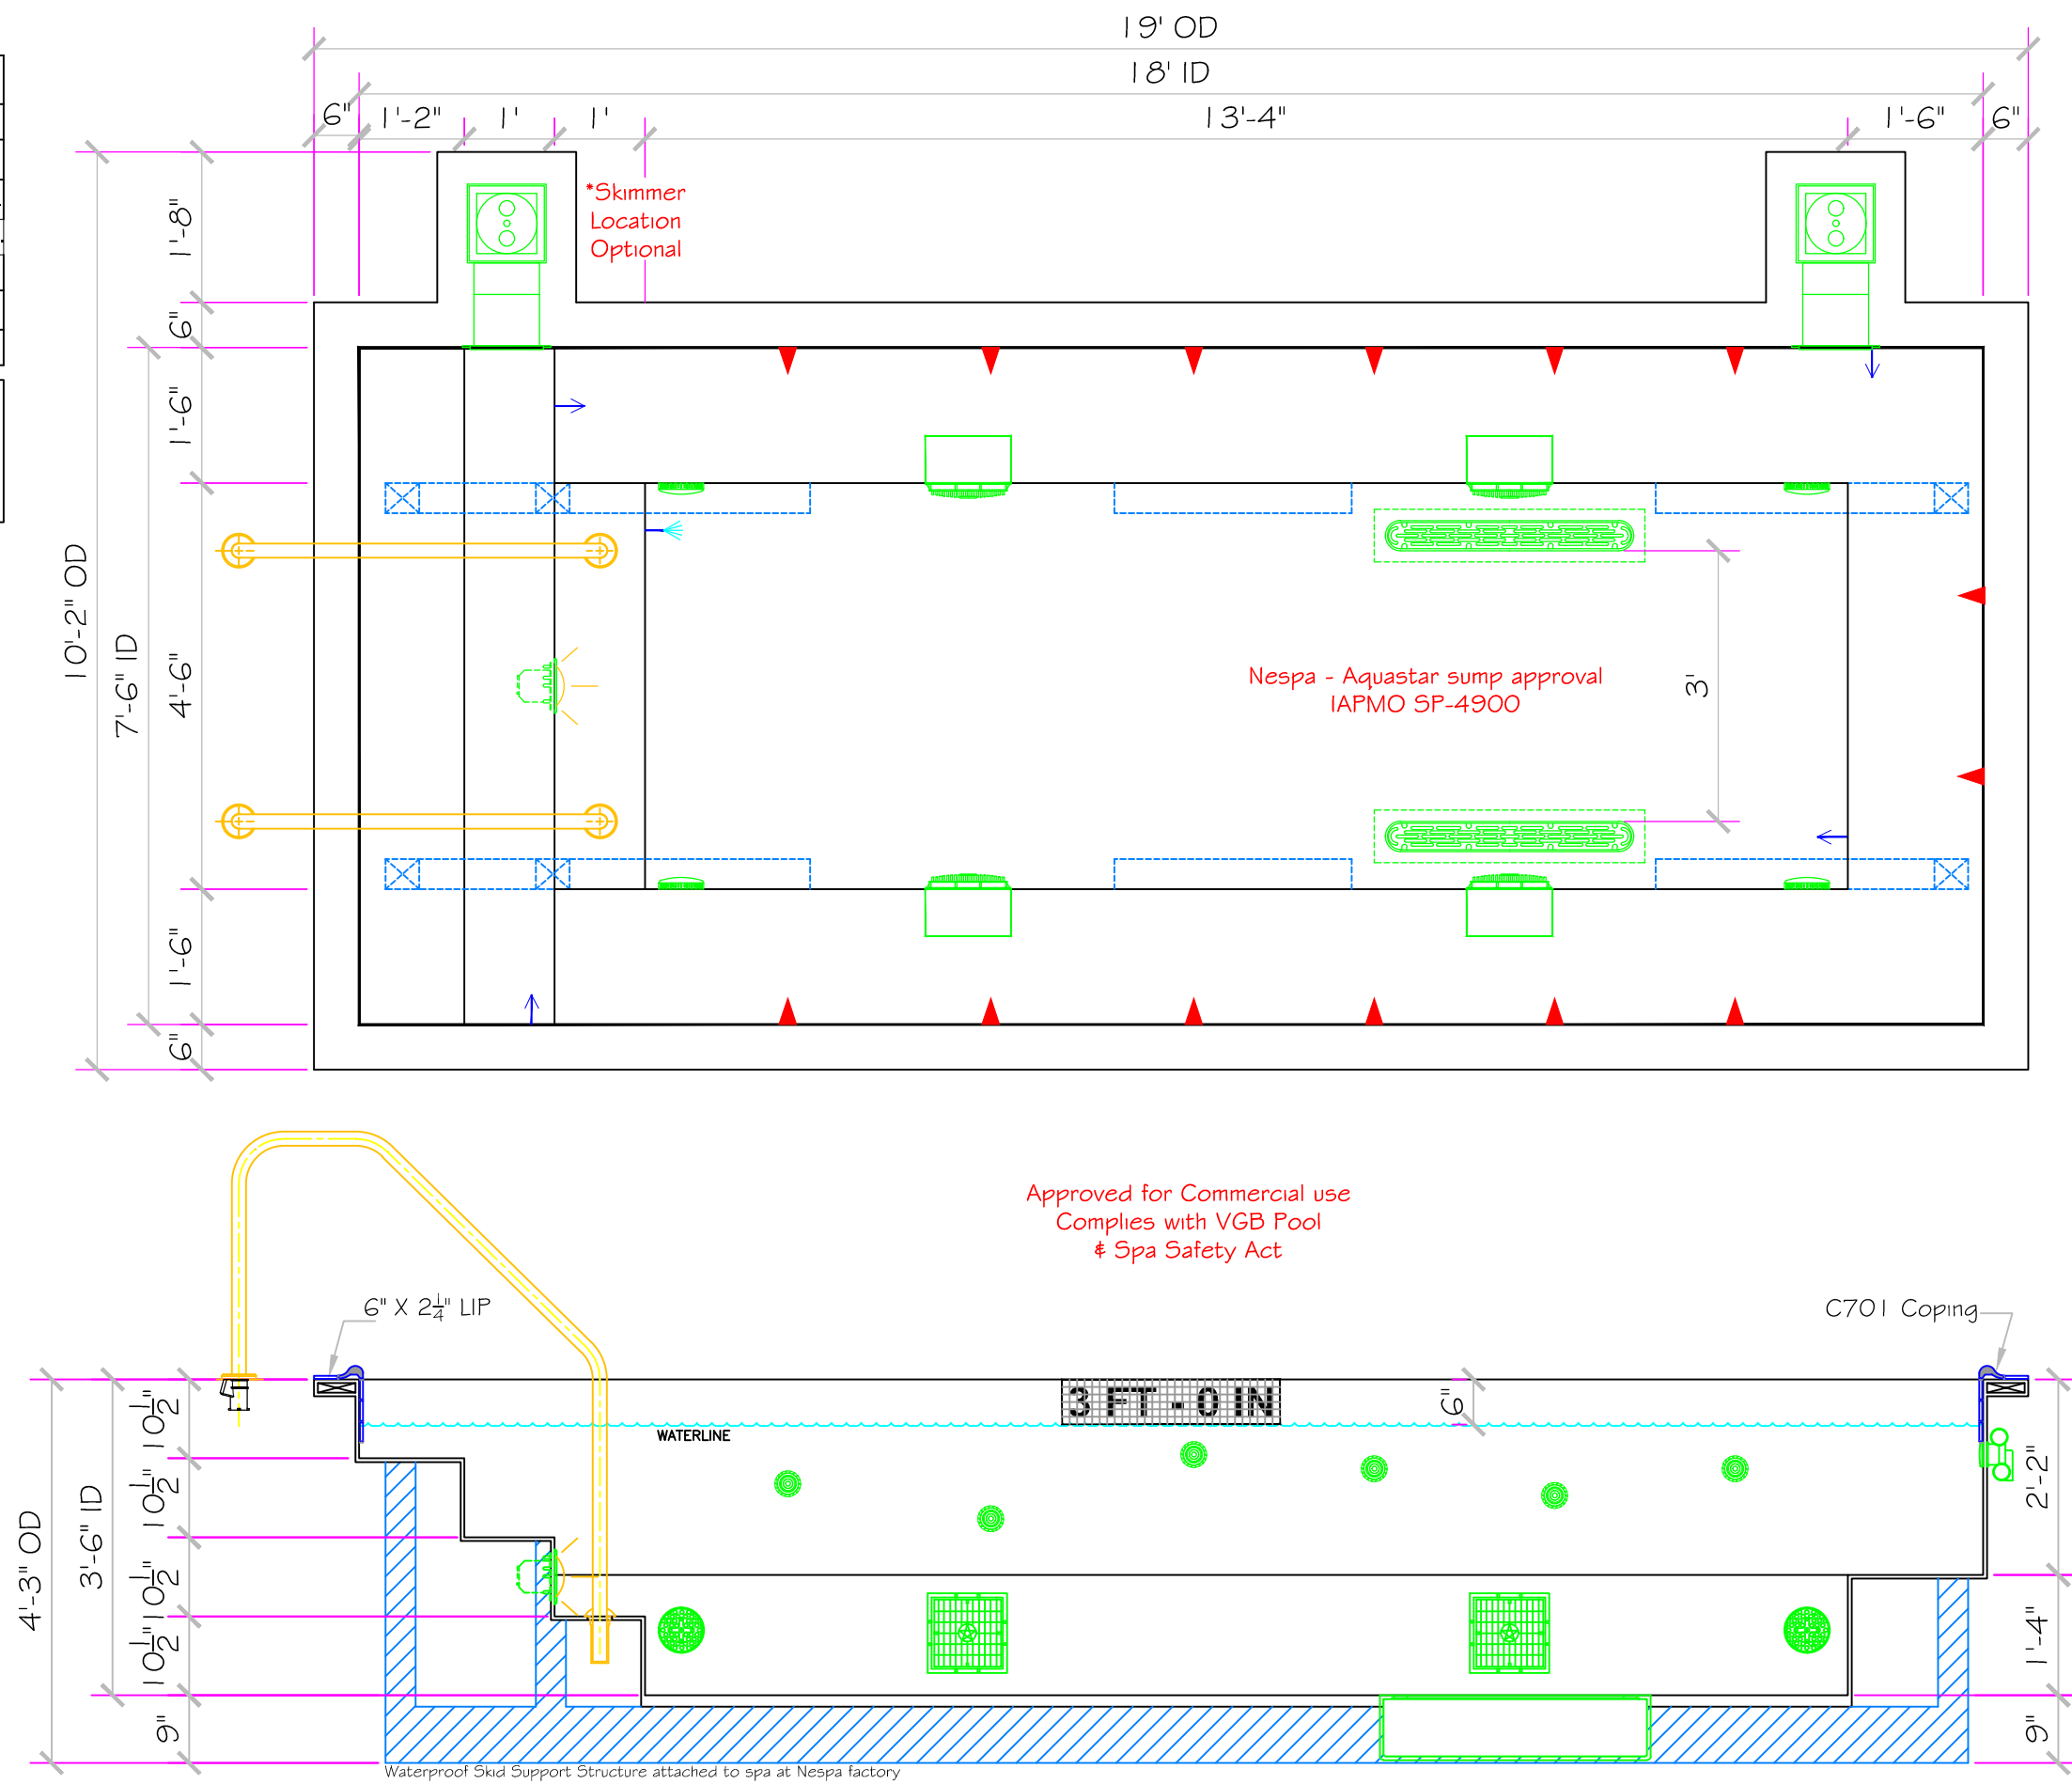 19' OD
18' ID
6" 1'-2" 1' 1' 13'-4" 1'-6" 6"
*Skimmer
Location
Optional
1'-8"
6"
1'-6"
4'-6"
1'-6"
6"
10'-2" OD
7'-6" ID
Nespa - Aquastar sump approval
IAPMO SP-4900
3'
Approved for Commercial use
Complies with VGB Pool
& Spa Safety Act
6" X 2¼" LIP
C701 Coping
3 FT - 0 IN
6"
WATERLINE
4'-3" OD
3'-6" ID
10½"
10½"
10½"
10½"
9"
2'-2"
1'-4"
9"
Waterproof Skid Support Structure attached to spa at Nespa factory